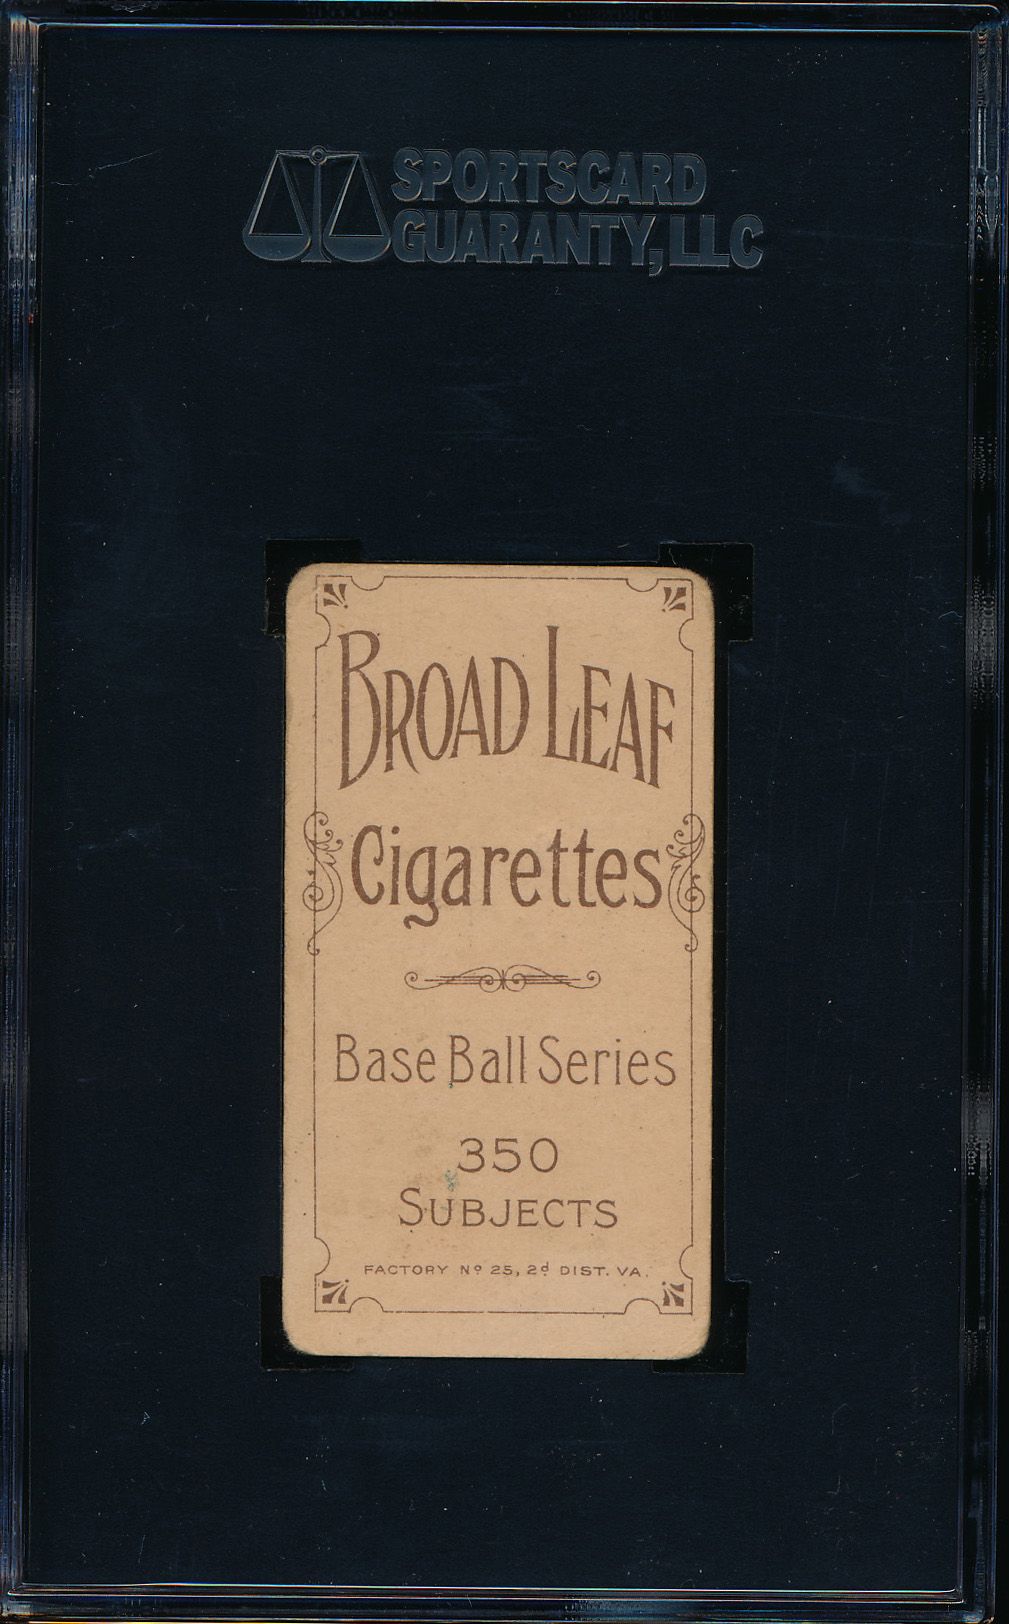 SPORTSCARD
GUARANTY, LLC
BROAD LEAF
Cigarettes
Base Ball Series
350
SUBJECTS
FACTORY Nº 25, 2d DIST. VA.